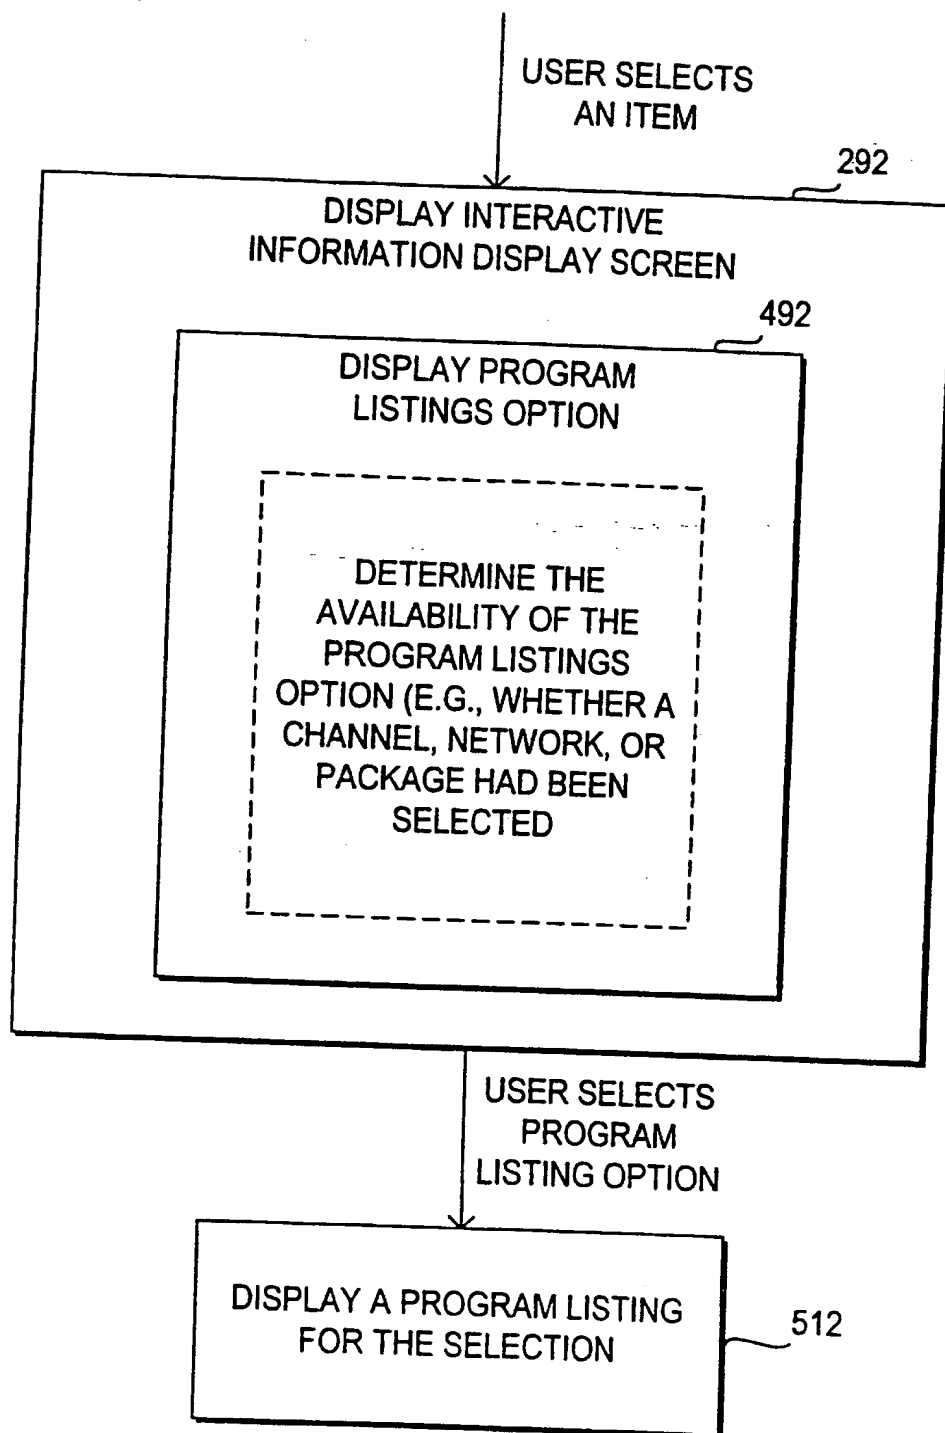 USER SELECTS
AN ITEM
292
DISPLAY INTERACTIVE
INFORMATION DISPLAY SCREEN
492
DISPLAY PROGRAM
LISTINGS OPTION
DETERMINE THE
AVAILABILITY OF THE
PROGRAM LISTINGS
OPTION (E.G., WHETHER A
CHANNEL, NETWORK, OR
PACKAGE HAD BEEN
SELECTED
USER SELECTS
PROGRAM
LISTING OPTION
DISPLAY A PROGRAM LISTING
FOR THE SELECTION
512